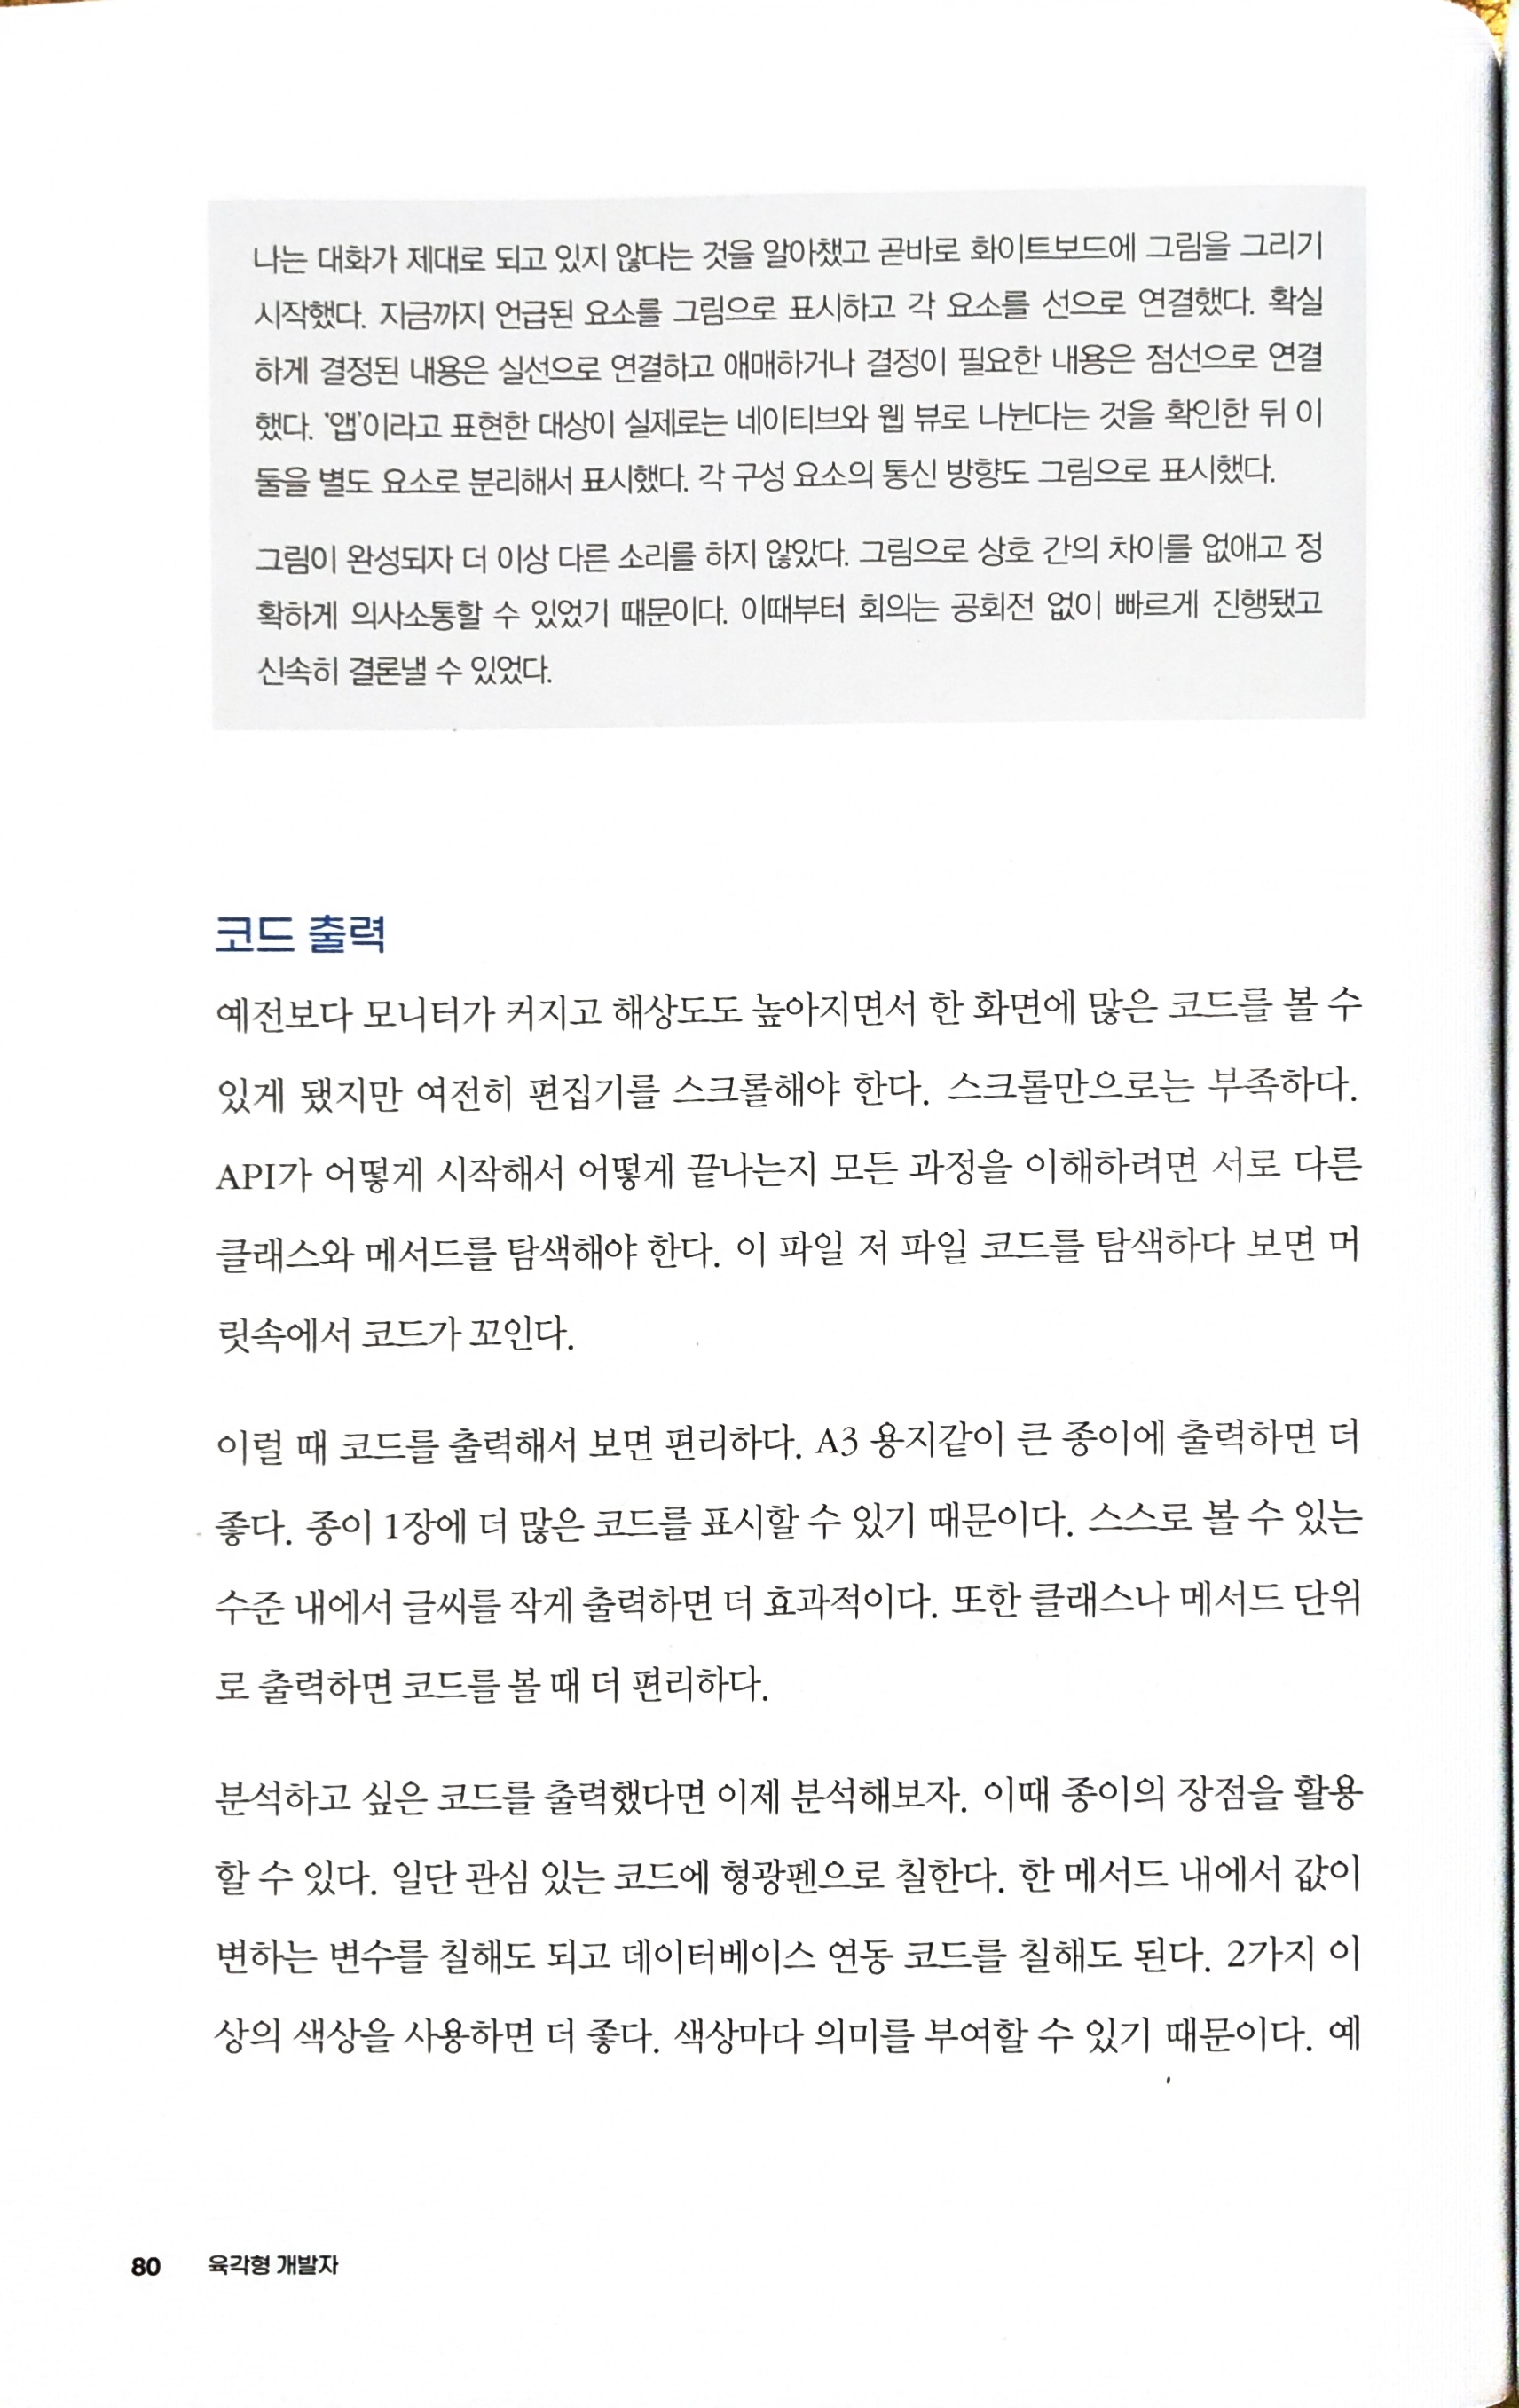 나는 대화가 제대로 되고 있지 않다는 것을 알아챘고 곧바로 화이트보드에 그림을 그리기
시작했다. 지금까지 언급된 요소를 그림으로 표시하고 각 요소를 선으로 연결했다. 확실
하게 결정된 내용은 실선으로 연결하고 애매하거나 결정이 필요한 내용은 점선으로 연결
했다. ‘앱’이라고 표현한 대상이 실제로는 네이티브와 웹 뷰로 나뉜다는 것을 확인한 뒤 이
둘을 별도 요소로 분리해서 표시했다. 각 구성 요소의 통신 방향도 그림으로 표시했다.
그림이 완성되자 더 이상 다른 소리를 하지 않았다. 그림으로 상호 간의 차이를 없애고 정
확하게 의사소통할 수 있었기 때문이다. 이때부터 회의는 공회전 없이 빠르게 진행됐고
신속히 결론낼 수 있었다.
코드 출력
예전보다 모니터가 커지고 해상도도 높아지면서 한 화면에 많은 코드를 볼 수
있게 됐지만 여전히 편집기를 스크롤해야 한다. 스크롤만으로는 부족하다.
API가 어떻게 시작해서 어떻게 끝나는지 모든 과정을 이해하려면 서로 다른
클래스와 메서드를 탐색해야 한다. 이 파일 저 파일 코드를 탐색하다 보면 머
릿속에서 코드가 꼬인다.
이럴 때 코드를 출력해서 보면 편리하다. A3 용지같이 큰 종이에 출력하면 더
좋다. 종이 1장에 더 많은 코드를 표시할 수 있기 때문이다. 스스로 볼 수 있는
수준 내에서 글씨를 작게 출력하면 더 효과적이다. 또한 클래스나 메서드 단위
로 출력하면 코드를 볼 때 더 편리하다.
분석하고 싶은 코드를 출력했다면 이제 분석해보자. 이때 종이의 장점을 활용
할 수 있다. 일단 관심 있는 코드에 형광펜으로 칠한다. 한 메서드 내에서 값이
변하는 변수를 칠해도 되고 데이터베이스 연동 코드를 칠해도 된다. 2가지 이
상의 색상을 사용하면 더 좋다. 색상마다 의미를 부여할 수 있기 때문이다. 예
80 육각형 개발자